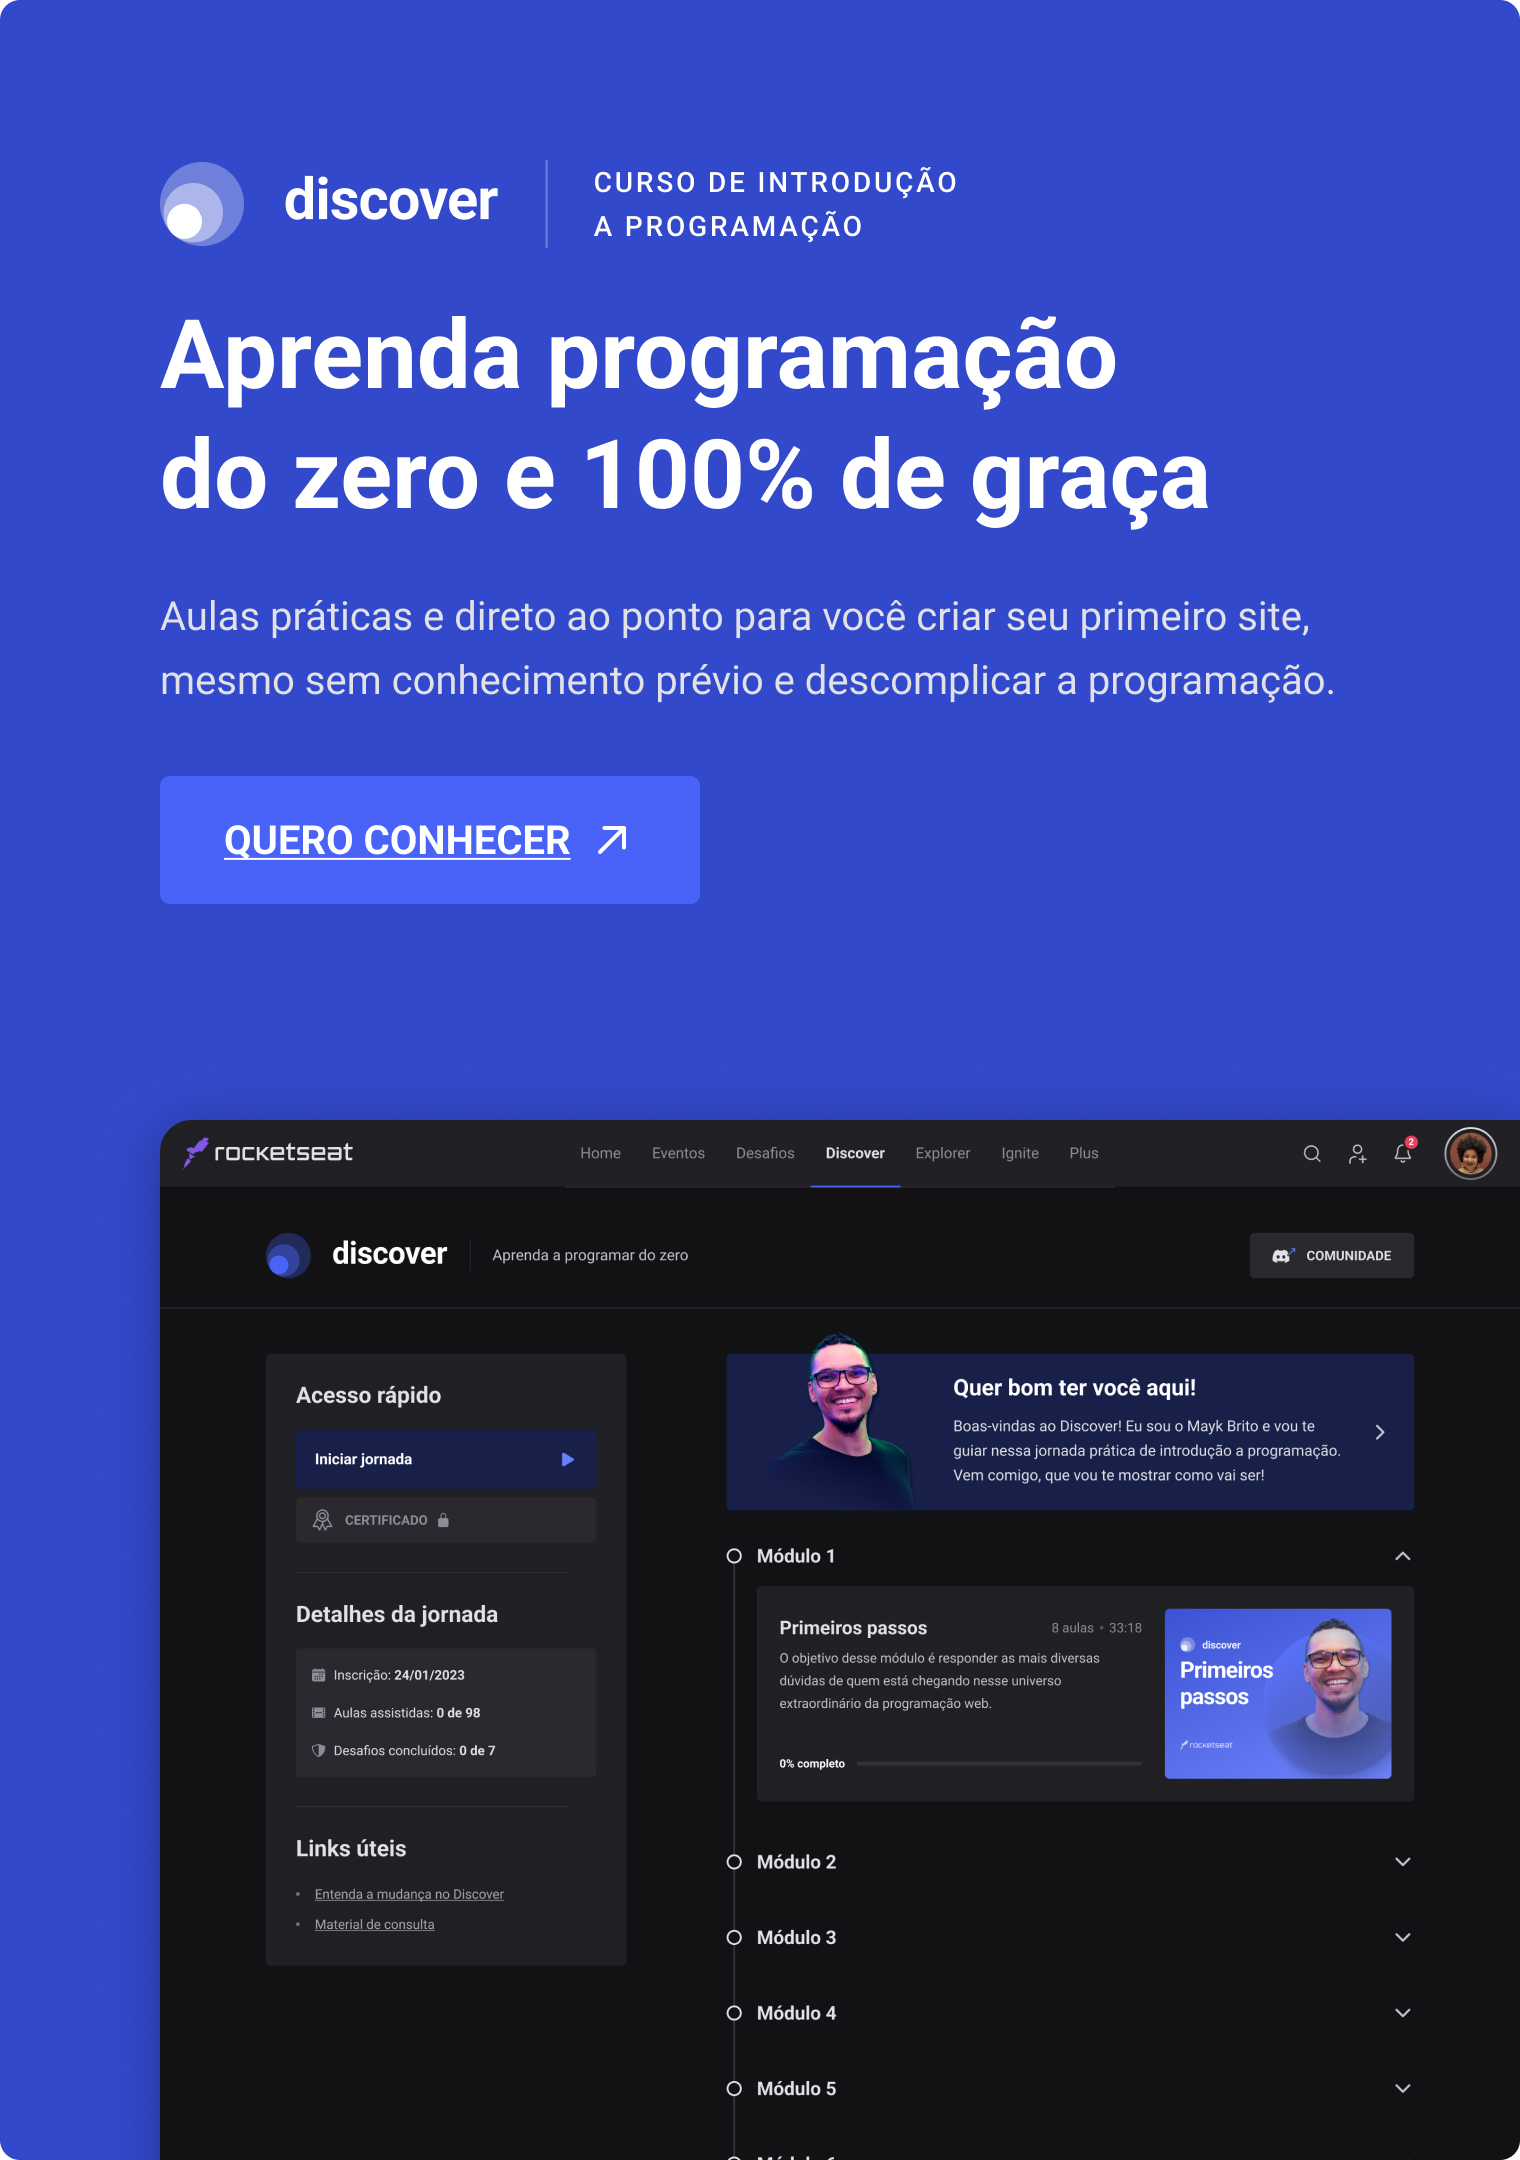 discover
CURSO DE INTRODUÇÃO
A PROGRAMAÇÃO
Aprenda programação
do zero e 100% de graça
Aulas práticas e direto ao ponto para você criar seu primeiro site,
mesmo sem conhecimento prévio e descomplicar a programação.
QUERO CONHECER
rocketseat
Home Eventos Desafios Discover Explorer Ignite Plus
2
discover
Aprenda a programar do zero
COMUNIDADE
Acesso rápido
Iniciar jornada
CERTIFICADO
Detalhes da jornada
Inscrição: 24/01/2023
Aulas assistidas: 0 de 98
Desafios concluídos: 0 de 7
Links úteis
• Entenda a mudança no Discover
• Material de consulta
Quer bom ter você aqui!
Boas-vindas ao Discover! Eu sou o Mayk Brito e vou te
guiar nessa jornada prática de introdução a programação.
Vem comigo, que vou te mostrar como vai ser!
Módulo 1
Primeiros passos
8 aulas • 33:18
O objetivo desse módulo é responder as mais diversas
dúvidas de quem está chegando nesse universo
extraordinário da programação web.
0% completo
discover
Primeiros
passos
rocketseat
Módulo 2
Módulo 3
Módulo 4
Módulo 5